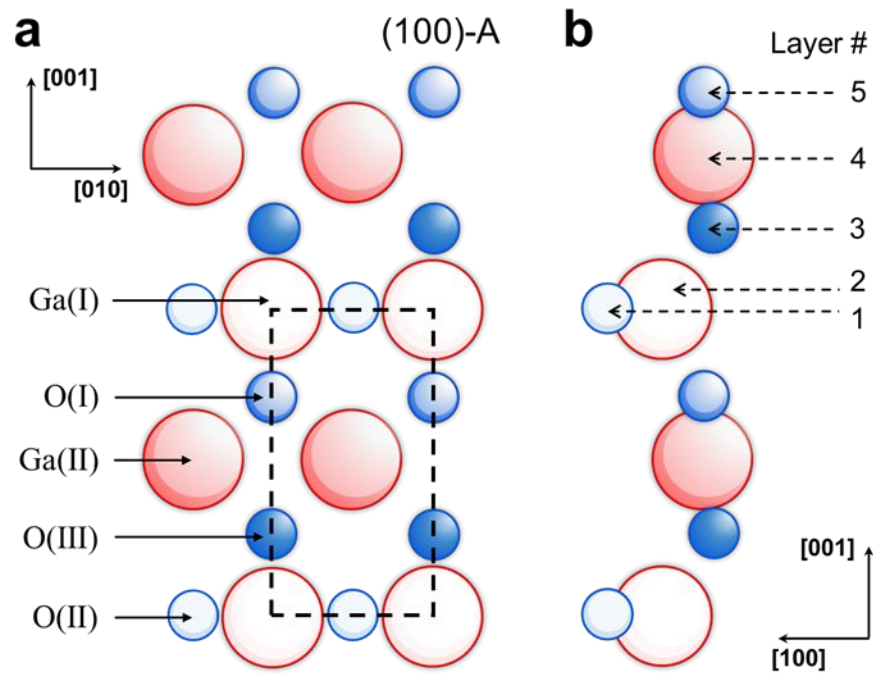 a
(100)-A
[001]
[010]
Ga(I)
O(I)
Ga(II)
O(III)
O(II)
b
Layer #
5
4
3
2
1
[001]
[100]